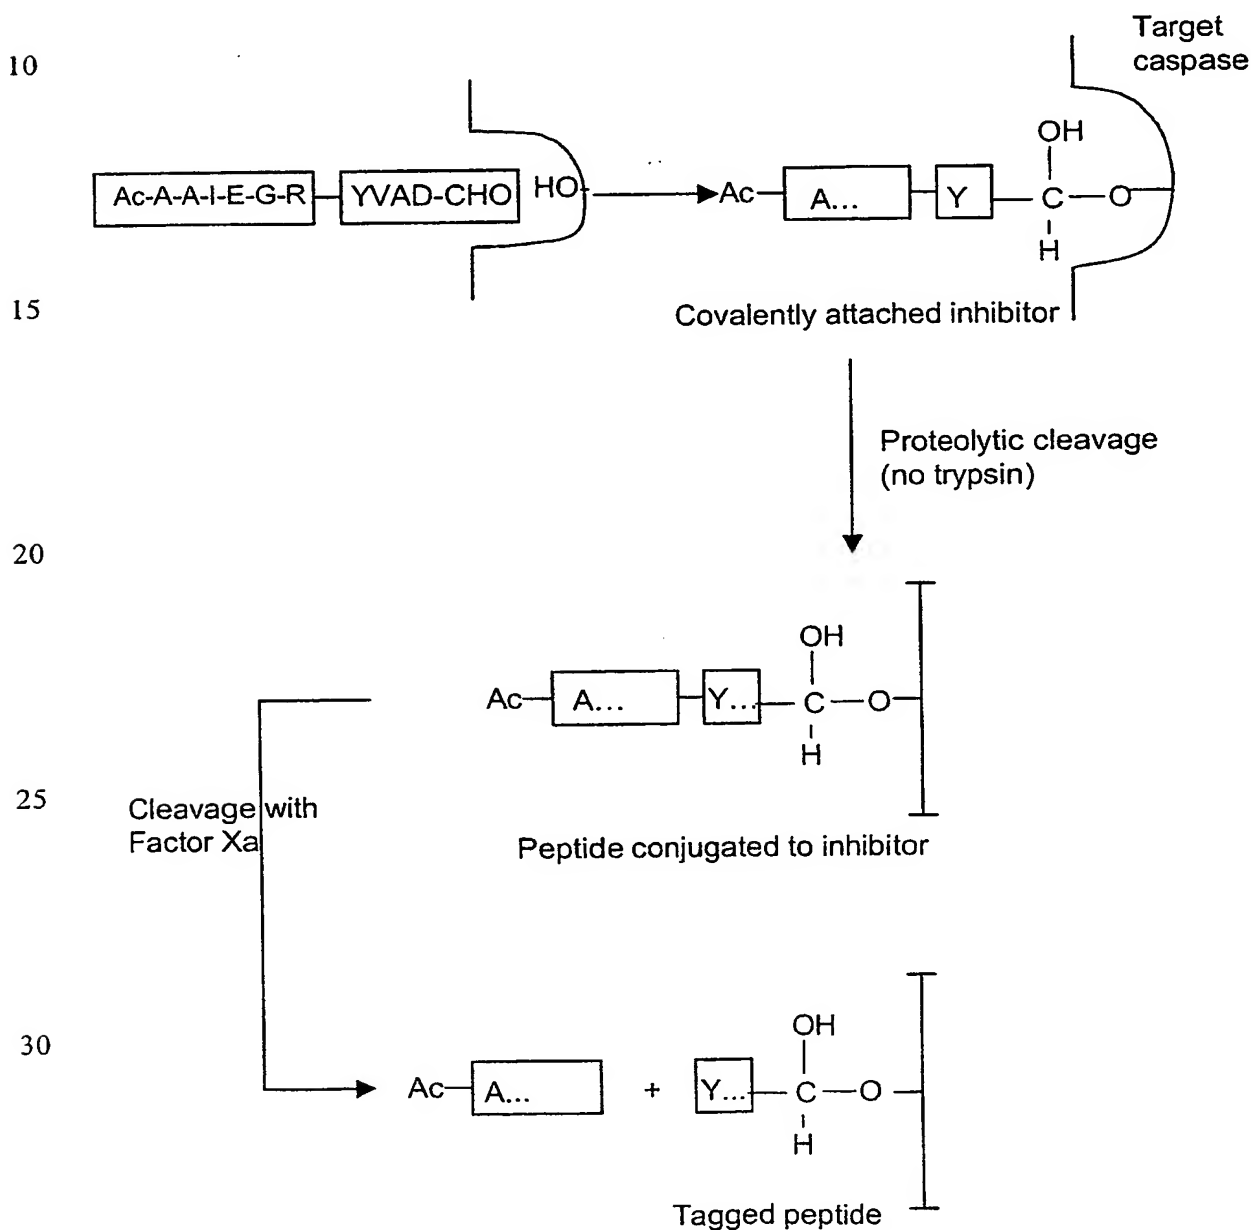 Target
caspase
10
OH
Ac-A-A-I-E-G-R YVAD-CHO HO Ac A... Y C O
H
15
Covalently attached inhibitor
Proteolytic cleavage
(no trypsin)
20
OH
Ac A... Y... C O
H
25
Cleavage with
Factor Xa
Peptide conjugated to inhibitor
30
OH
Ac A... + Y... C O
H
Tagged peptide